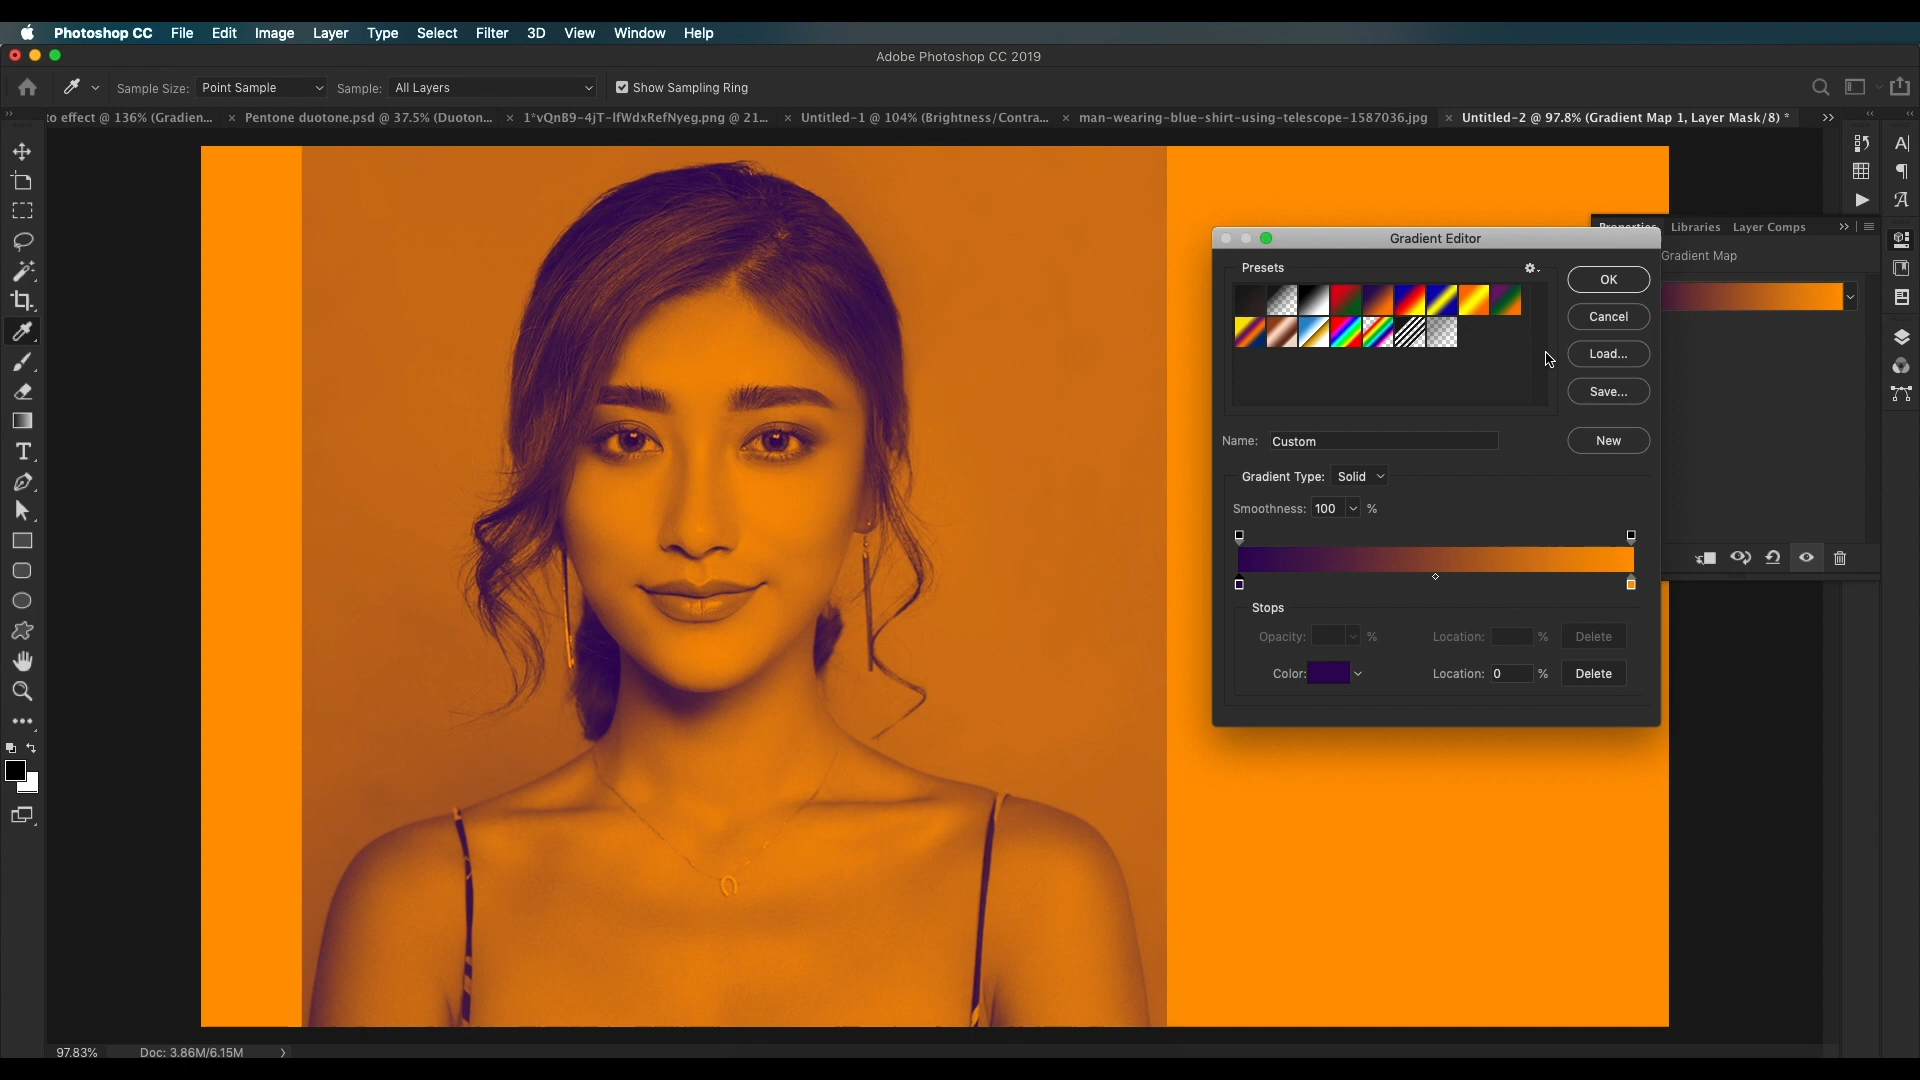 Photoshop CC File Edit Image Layer Type Select Filter 3D View Window Help
Adobe Photoshop CC 2019
Sample Size: Point Sample Sample: All Layers Show Sampling Ring
to effect @ 136% (Gradien... × Pentone duotone.psd @ 37.5% (Duoton... × 1*vQnB9-4jT-IfWdxRefNyeg.png @ 21... × Untitled-1 @ 104% (Brightness/Contra... × man-wearing-blue-shirt-using-telescope-1587036.jpg × Untitled-2 @ 97.8% (Gradient Map 1, Layer Mask/8) *
Properties Libraries Layer Comps
Gradient Editor
Gradient Map
Presets
OK
Cancel
Load...
Save...
Name: Custom
New
Gradient Type: Solid
Smoothness: 100 %
Stops
Opacity: % Location: % Delete
Color: Location: 0 % Delete
97.83% Doc: 3.86M/6.15M